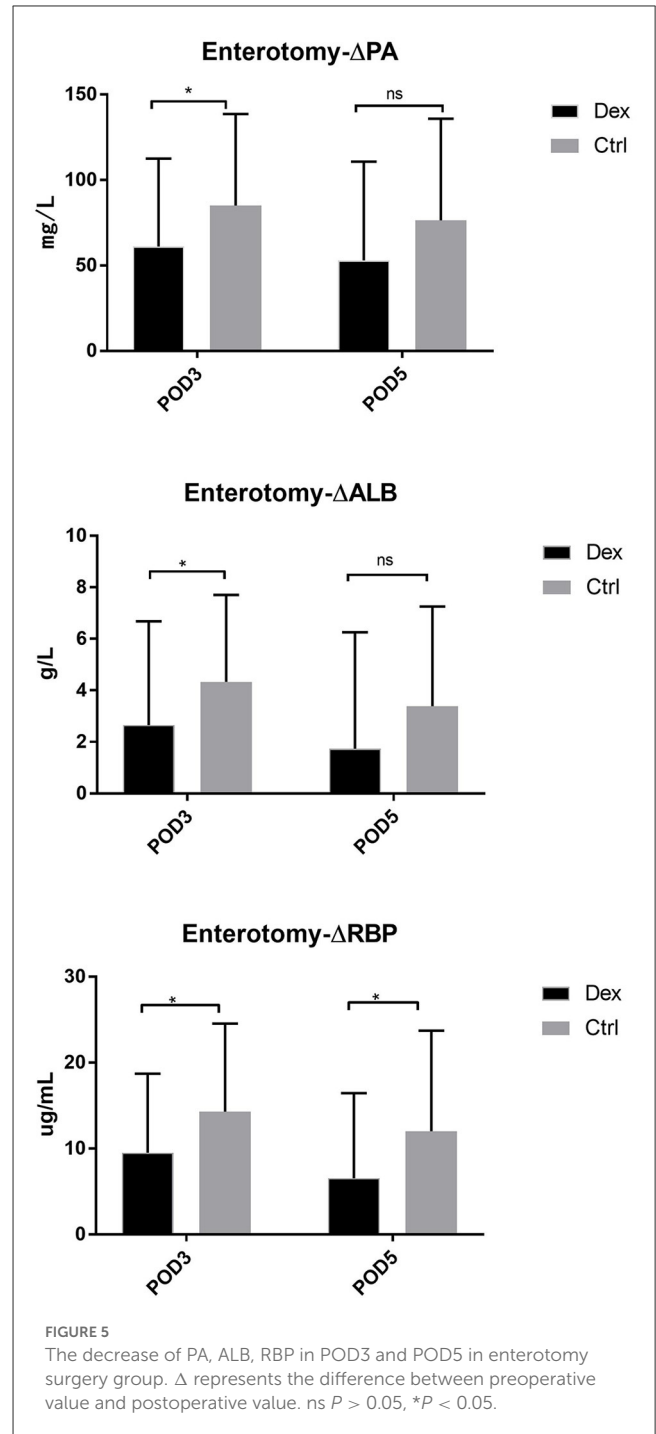 Enterotomy-ΔPA
150
100
50
0
mg/L
*
ns
POD3
POD5
Dex
Ctrl
Enterotomy-ΔALB
10
8
6
4
2
0
g/L
*
ns
POD3
POD5
Dex
Ctrl
Enterotomy-ΔRBP
30
20
10
0
ug/mL
*
*
POD3
POD5
Dex
Ctrl
FIGURE 5
The decrease of PA, ALB, RBP in POD3 and POD5 in enterotomy
surgery group. Δ represents the difference between preoperative
value and postoperative value. ns P > 0.05, *P < 0.05.